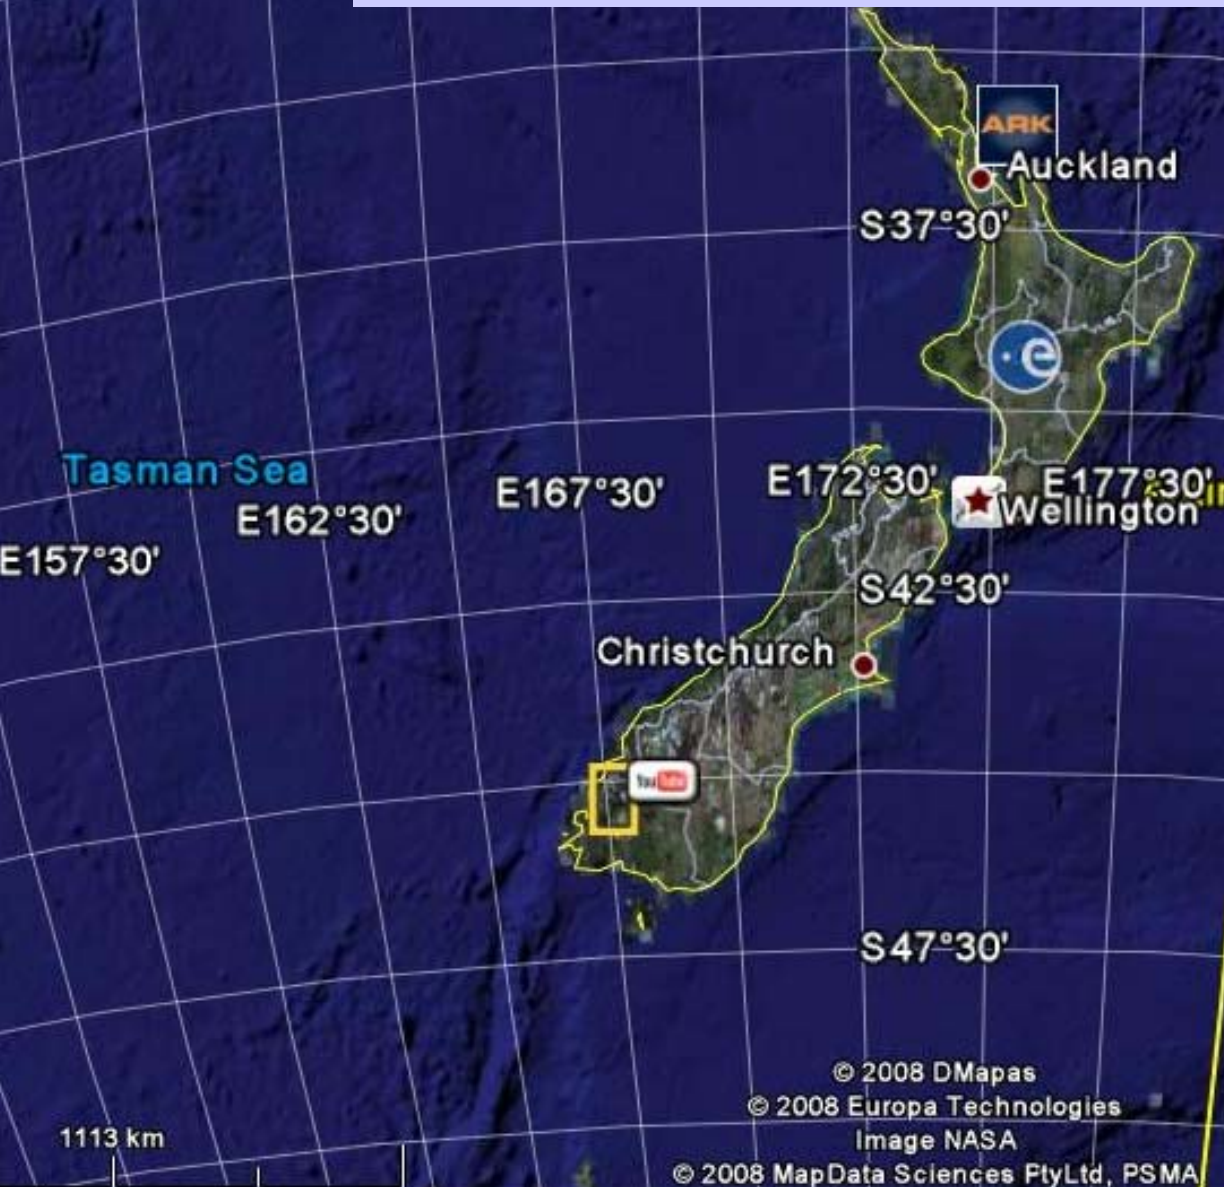 ARK
Auckland
S37°30'
e
Tasman Sea
E157°30'
E162°30'
E167°30'
E172°30'
E177°30'
Wellington
S42°30'
Christchurch
YouTube
S47°30'
© 2008 DMapas
© 2008 Europa Technologies
Image NASA
1113 km
© 2008 MapData Sciences PtyLtd, PSMA